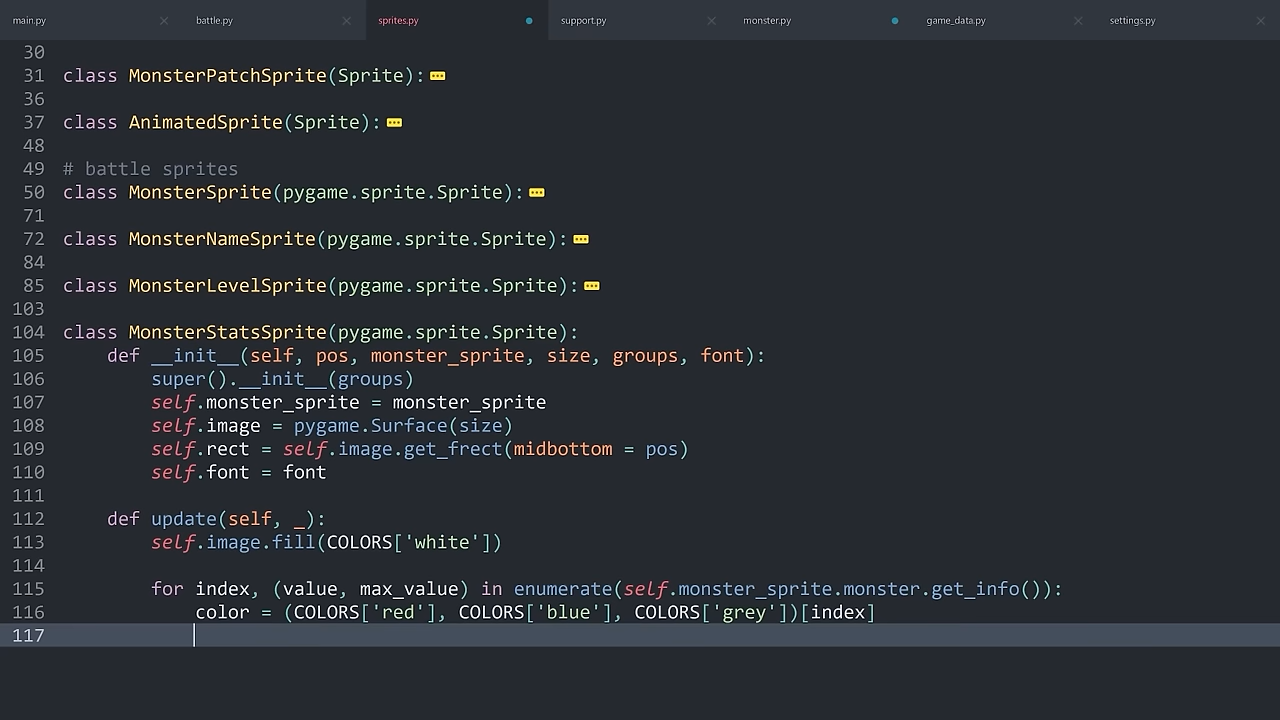 main.py battle.py sprites.py support.py monster.py game_data.py settings.py
30
31 class MonsterPatchSprite(Sprite):
36
37 class AnimatedSprite(Sprite):
48
49 # battle sprites
50 class MonsterSprite(pygame.sprite.Sprite):
71
72 class MonsterNameSprite(pygame.sprite.Sprite):
84
85 class MonsterLevelSprite(pygame.sprite.Sprite):
103
104 class MonsterStatsSprite(pygame.sprite.Sprite):
105     def __init__(self, pos, monster_sprite, size, groups, font):
106         super().__init__(groups)
107         self.monster_sprite = monster_sprite
108         self.image = pygame.Surface(size)
109         self.rect = self.image.get_frect(midbottom = pos)
110         self.font = font
111
112     def update(self, _):
113         self.image.fill(COLORS['white'])
114
115         for index, (value, max_value) in enumerate(self.monster_sprite.monster.get_info()):
116             color = (COLORS['red'], COLORS['blue'], COLORS['grey'])[index]
117